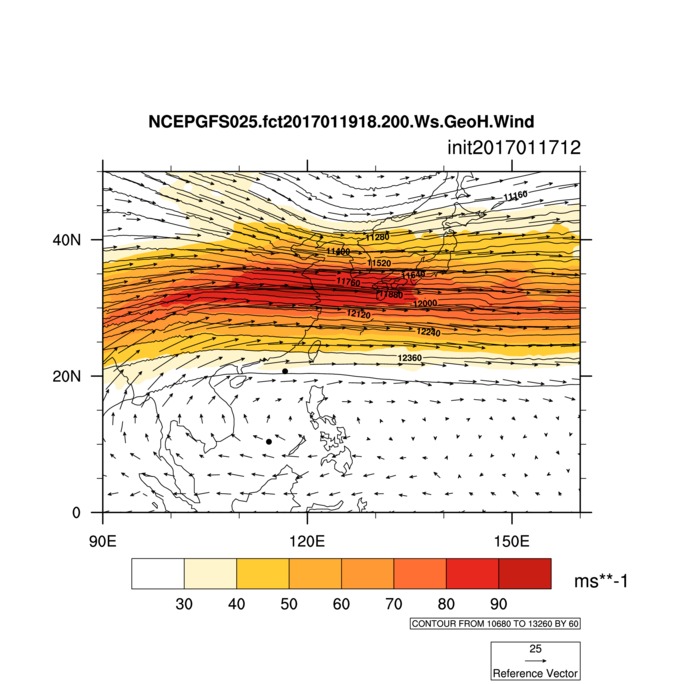 NCEPGFS025.fct2017011918.200.Ws.GeoH.Wind
init2017011712
11160
40N
11280
11400
11520
11640
11760
11880
12000
12120
12240
12360
20N
0
90E 120E 150E
ms**-1
30 40 50 60 70 80 90
CONTOUR FROM 10680 TO 13260 BY 60
25
Reference Vector